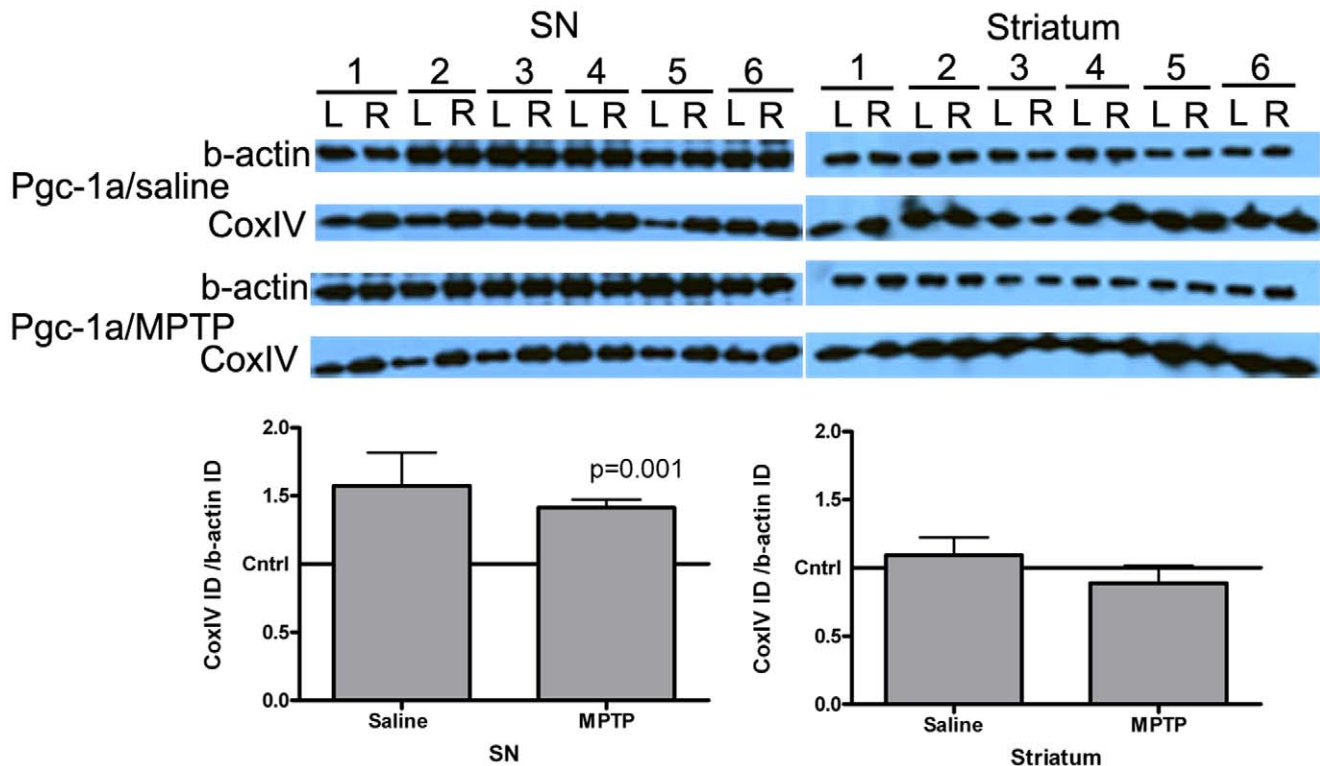 SN Striatum
1 2 3 4 5 6 1 2 3 4 5 6
L R L R L R L R L R L R L R L R L R L R L R L R
b-actin
Pgc-1a/saline
CoxIV
b-actin
Pgc-1a/MPTP
CoxIV
2.0
1.5
Cntrl
0.5
0.0
CoxIV ID /b-actin ID
p=0.001
Saline MPTP
SN
2.0
1.5
Cntrl
0.5
0.0
CoxIV ID /b-actin ID
Saline MPTP
Striatum